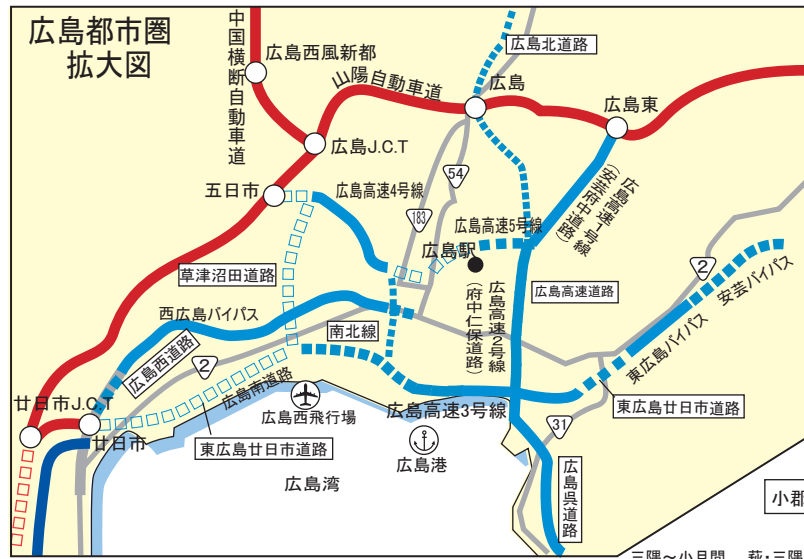 広島都市圏
拡大図
中国横断自動車道
広島西風新都
山陽自動車道
広島北道路
広島
広島東
広島J.C.T
五日市
広島高速4号線
54
183
広島高速5号線
広島高速1号線
(安芸府中道路)
広島駅
草津沼田道路
広島高速道路
広島高速2号線
(府中仁保道路)
2
安芸バイパス
西広島バイパス
南北線
東広島バイパス
広島西道路
2
廿日市J.C.T
廿日市
広島南道路
広島西飛行場
広島高速3号線
東広島廿日市道路
東広島廿日市道路
31
広島港
広島湾
広島呉道路
小郡
三隅～小月間
萩・三隅